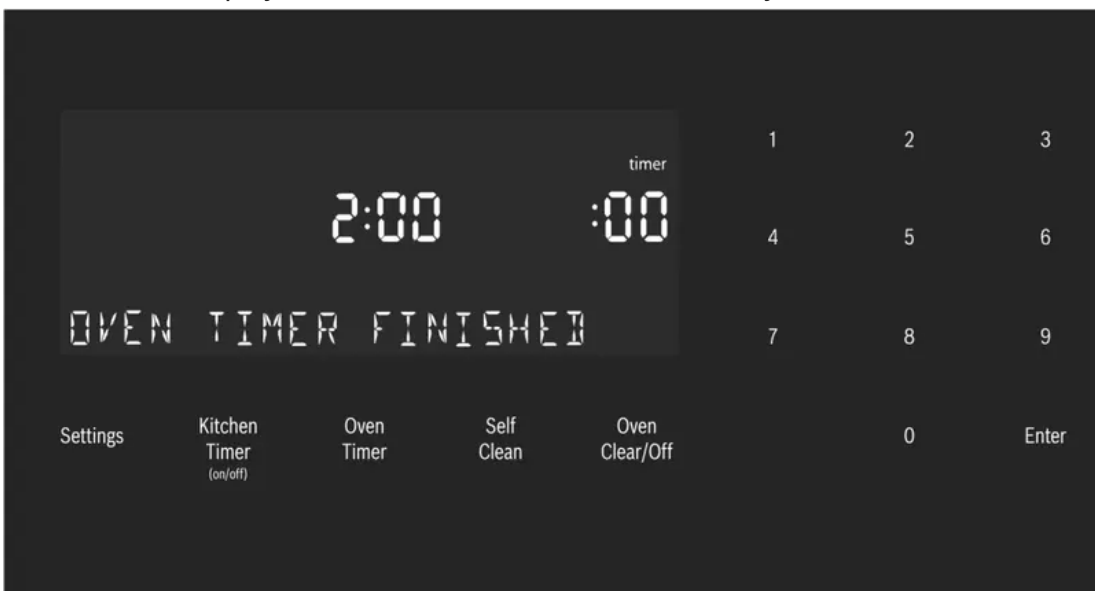 1 2 3
timer
2:00 :00
4 5 6
OVEN TIMER FINISHED
7 8 9
Settings Kitchen Timer (on/off) Oven Timer Self Clean Oven Clear/Off 0 Enter